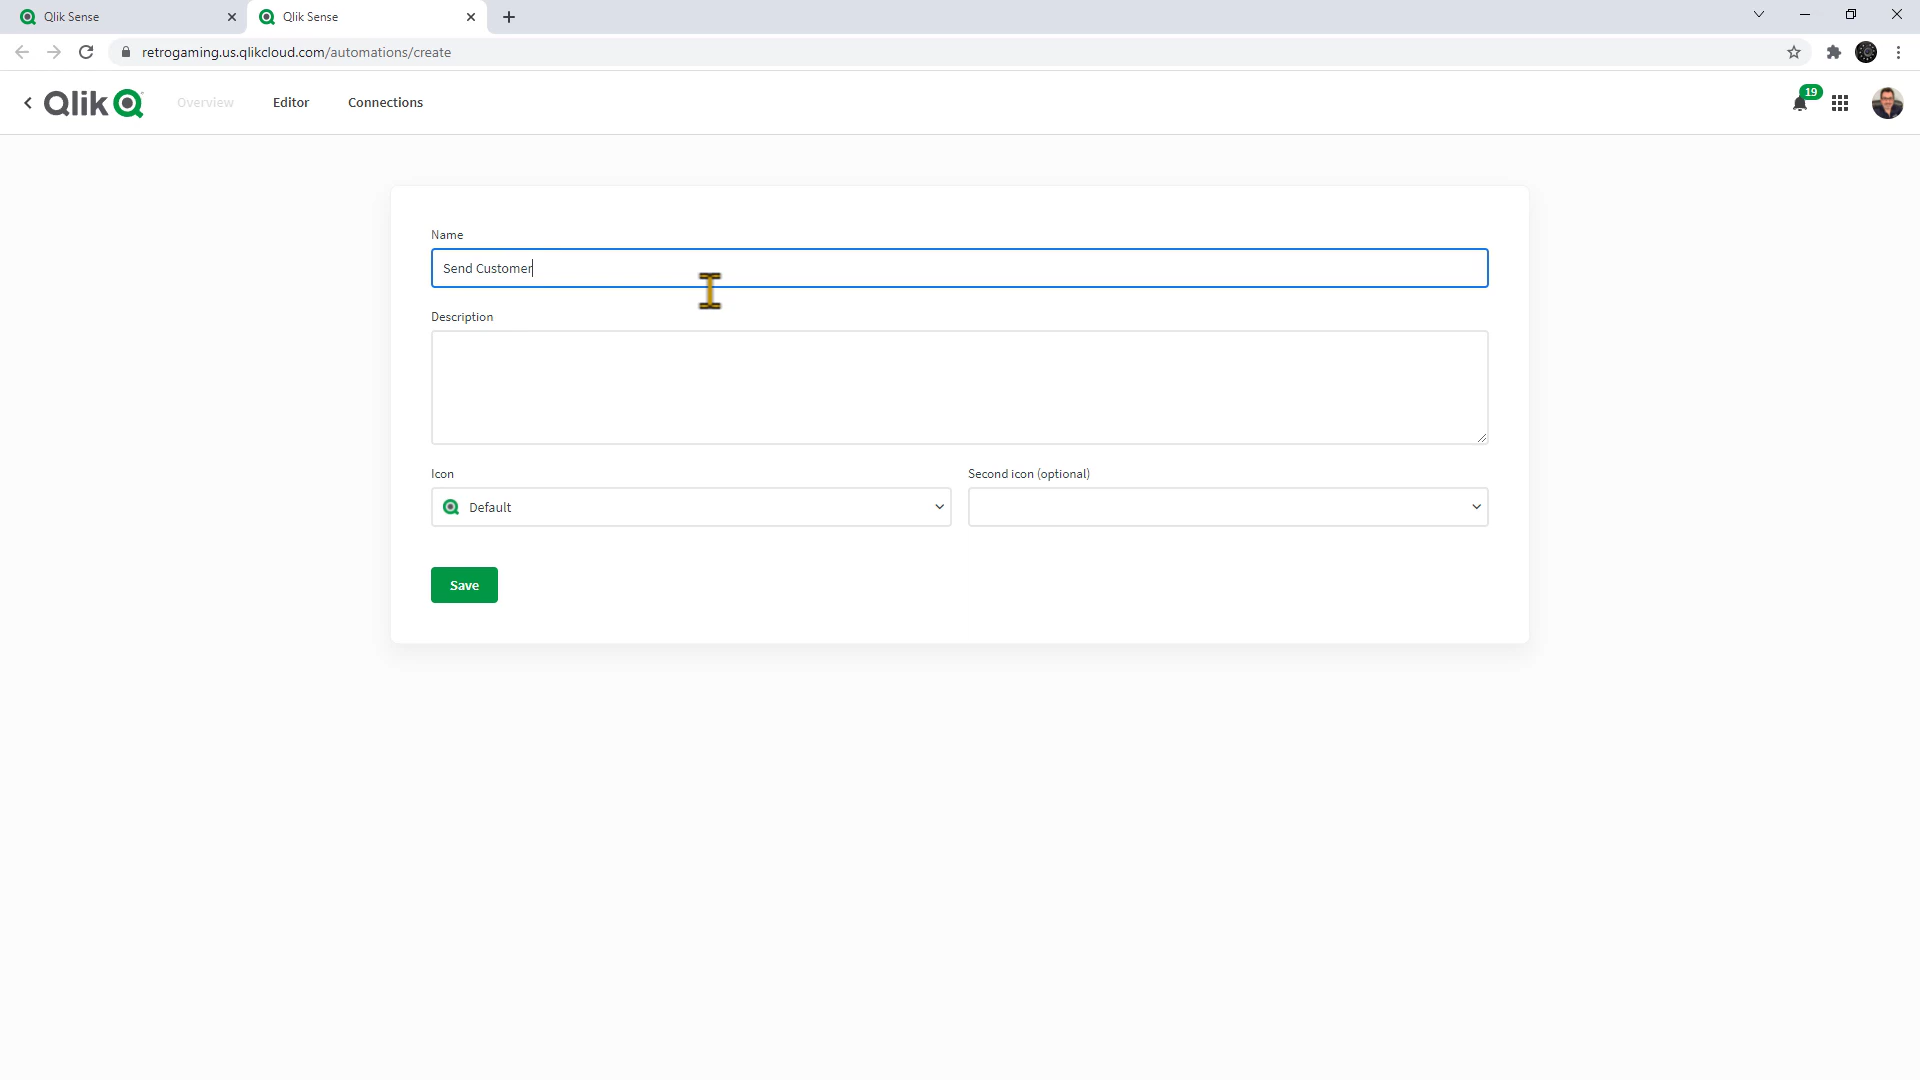 Qlik Sense
Qlik Sense
retrogaming.us.qlikcloud.com/automations/create
Qlik
Overview
Editor
Connections
19
Name
Send Customer
Description
Icon
Second icon (optional)
Default
Save